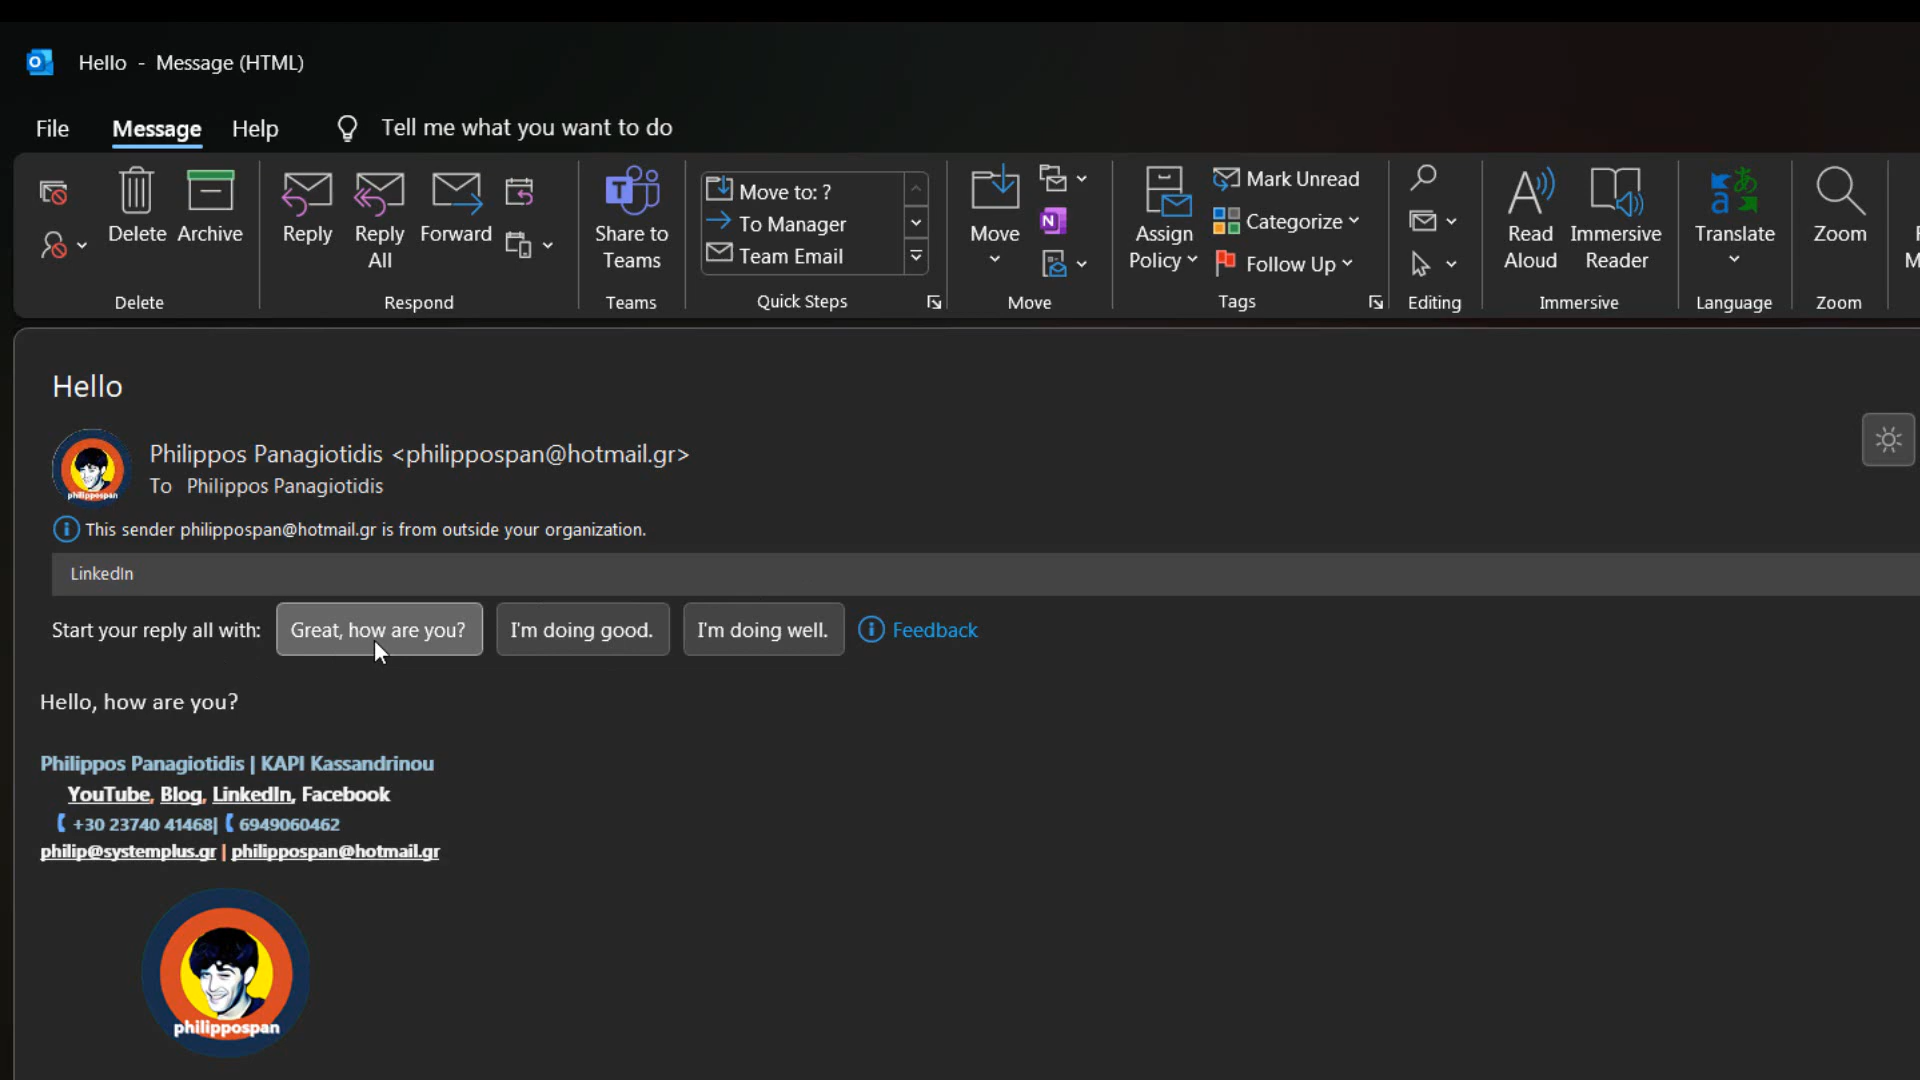 Hello - Message (HTML)
File Message Help Tell me what you want to do
Delete Archive
Delete
Reply Reply All Forward
Respond
Share to Teams
Teams
Move to: ?
To Manager
Team Email
Quick Steps
Move
Move
Assign Policy
Mark Unread
Categorize
Follow Up
Tags
Editing
Read Aloud Immersive Reader
Immersive
Translate
Language
Zoom
Zoom
Hello
Philippos Panagiotidis <philippospan@hotmail.gr>
To Philippos Panagiotidis
This sender philippospan@hotmail.gr is from outside your organization.
LinkedIn
Start your reply all with: Great, how are you? I'm doing good. I'm doing well. Feedback
Hello, how are you?
Philippos Panagiotidis | KAPI Kassandrinou
YouTube, Blog, LinkedIn, Facebook
+30 23740 41468| 6949060462
philip@systemplus.gr | philippospan@hotmail.gr
philippospan